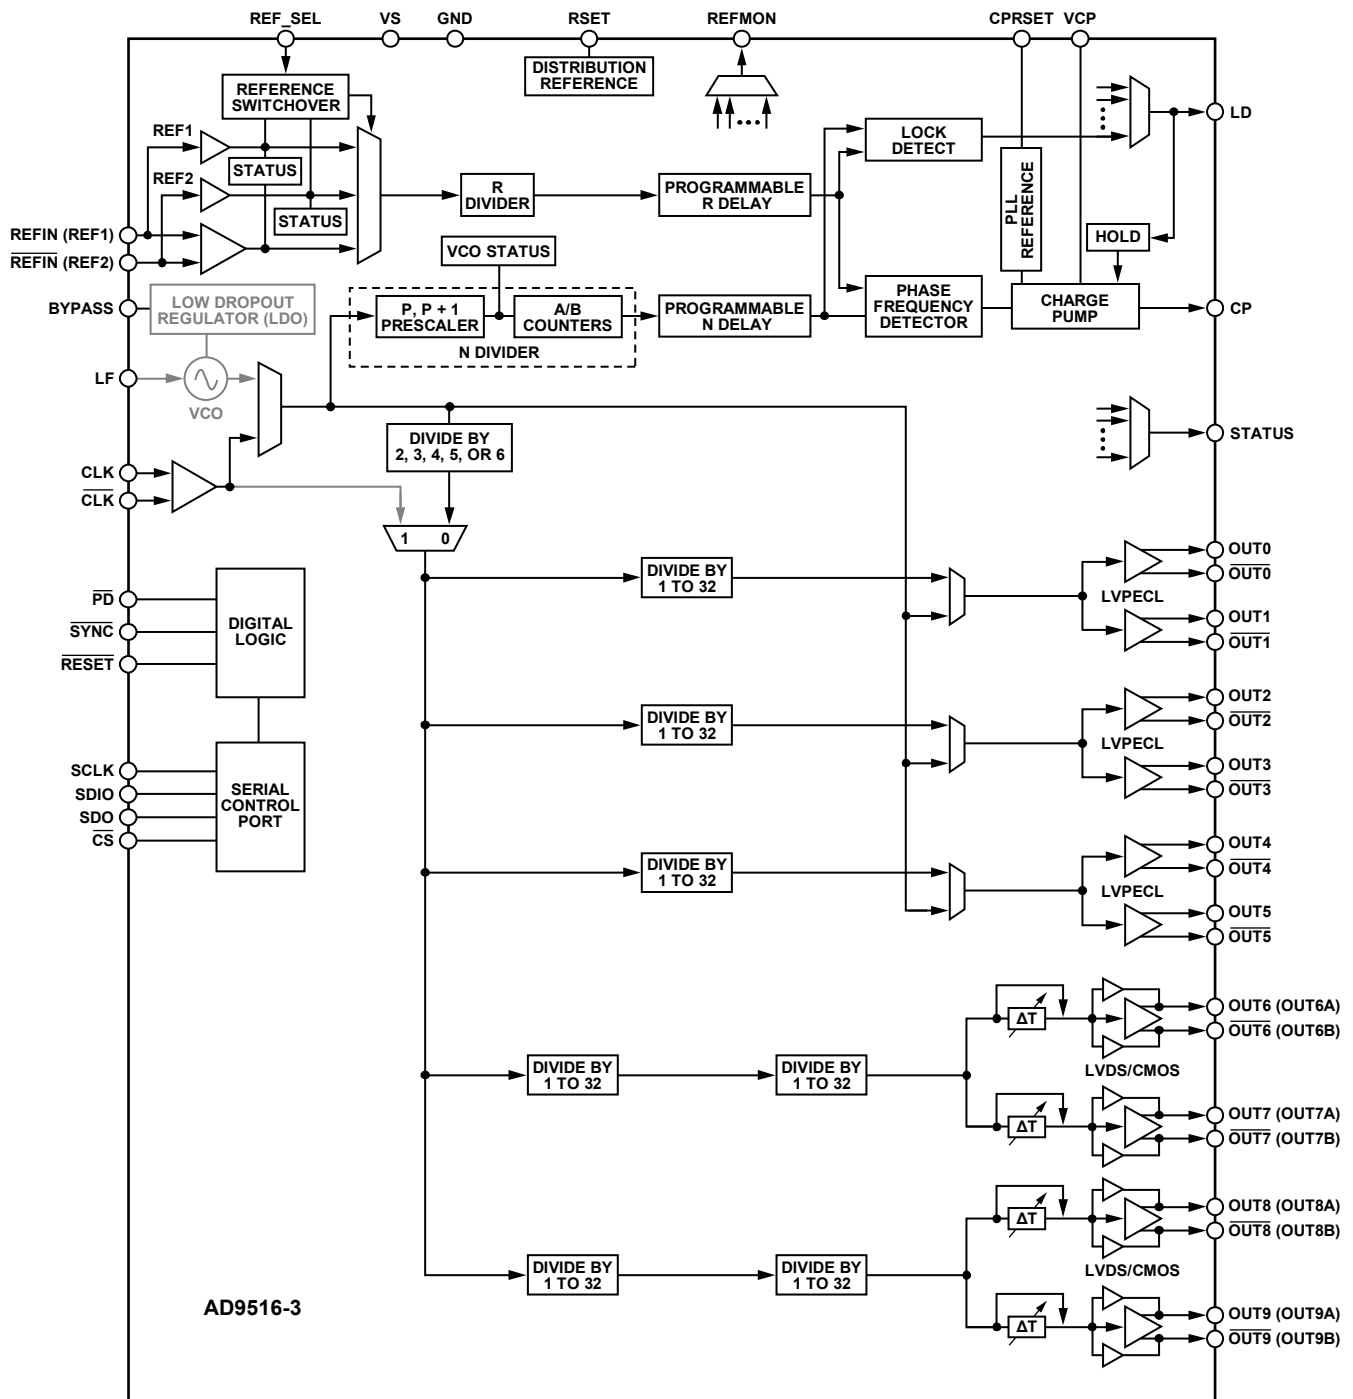 REF_SEL
VS
GND
RSET
REFMON
CPRSET
VCP
DISTRIBUTION
REFERENCE
REFERENCE
SWITCHOVER
REF1
STATUS
REF2
STATUS
REFIN (REF1)
REFIN (REF2)
R
DIVIDER
PROGRAMMABLE
R DELAY
LOCK
DETECT
LD
PLL
REFERENCE
HOLD
VCO STATUS
BYPASS
LOW DROPOUT
REGULATOR (LDO)
P, P + 1
PRESCALER
A/B
COUNTERS
N DIVIDER
PROGRAMMABLE
N DELAY
PHASE
FREQUENCY
DETECTOR
CHARGE
PUMP
CP
LF
VCO
STATUS
DIVIDE BY
2, 3, 4, 5, OR 6
CLK
CLK
1 0
PD
SYNC
RESET
DIGITAL
LOGIC
DIVIDE BY
1 TO 32
LVPECL
OUT0
OUT0
OUT1
OUT1
DIVIDE BY
1 TO 32
LVPECL
OUT2
OUT2
OUT3
OUT3
SCLK
SDIO
SDO
CS
SERIAL
CONTROL
PORT
DIVIDE BY
1 TO 32
LVPECL
OUT4
OUT4
OUT5
OUT5
DIVIDE BY
1 TO 32
DIVIDE BY
1 TO 32
ΔT
ΔT
LVDS/CMOS
OUT6 (OUT6A)
OUT6 (OUT6B)
OUT7 (OUT7A)
OUT7 (OUT7B)
DIVIDE BY
1 TO 32
DIVIDE BY
1 TO 32
ΔT
ΔT
LVDS/CMOS
OUT8 (OUT8A)
OUT8 (OUT8B)
OUT9 (OUT9A)
OUT9 (OUT9B)
AD9516-3